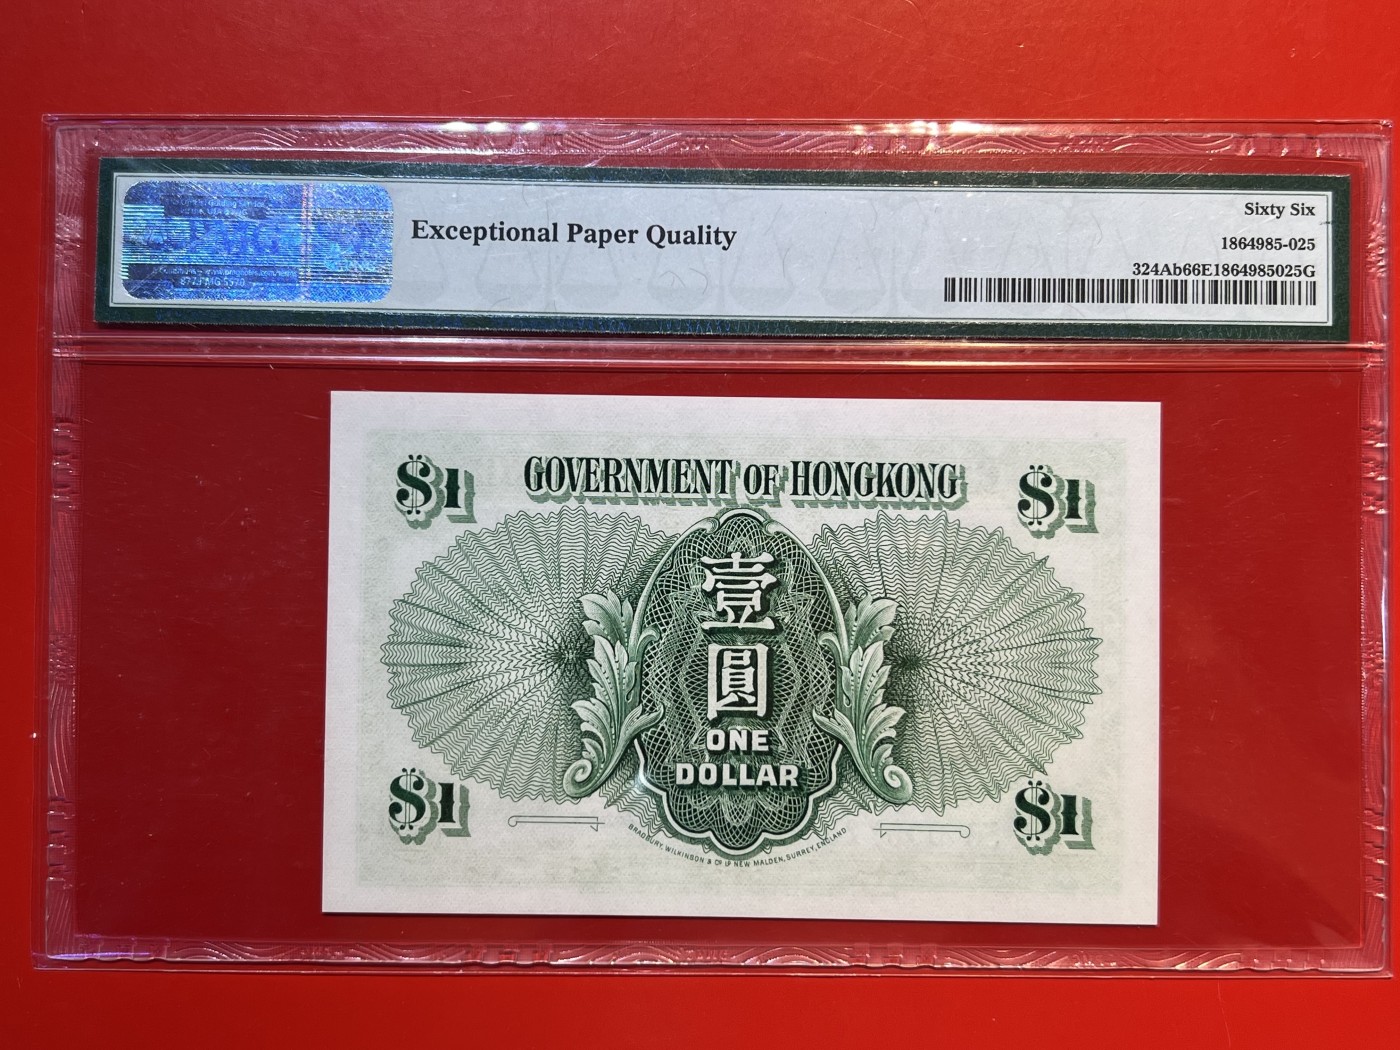 Exceptional Paper Quality
Sixty Six
1864985-025
324Ab66E1864985025G
GOVERNMENT OF HONGKONG
$1
$1
壹
圓
ONE
DOLLAR
$1
$1
BRADBURY, WILKINSON & Cº Lº NEW MALDEN, SURREY, ENGLAND